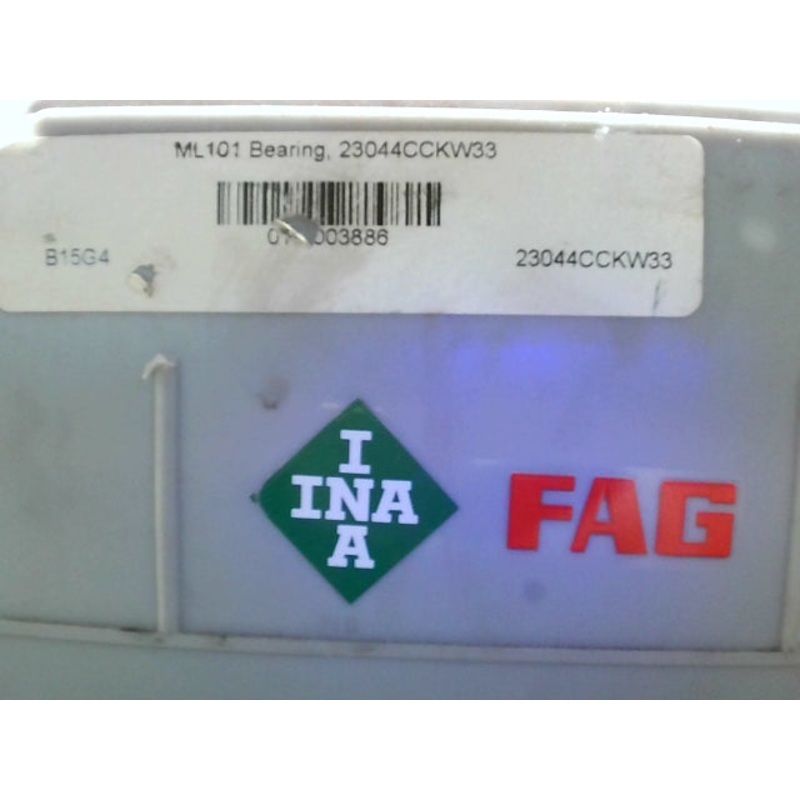 ML101 Bearing, 23044CCKW33
B15G4
23044CCKW33
I
INA
A
FAG